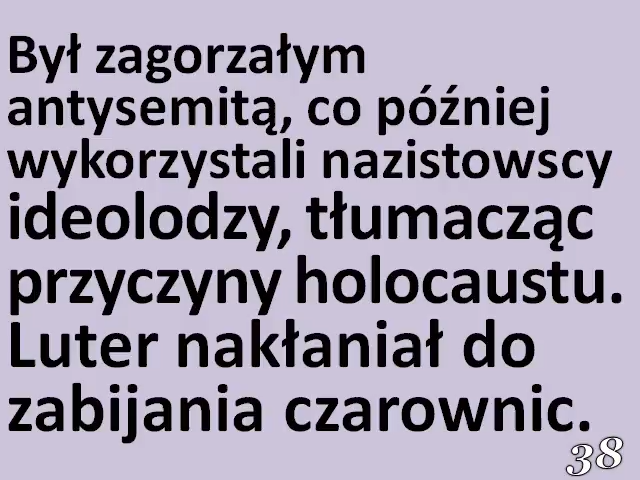 Był zagorzałym
antysemitą, co później
wykorzystali nazistowscy
ideolodzy, tłumacząc
przyczyny holocaustu.
Luter nakłaniał do
zabijania czarownic.
38